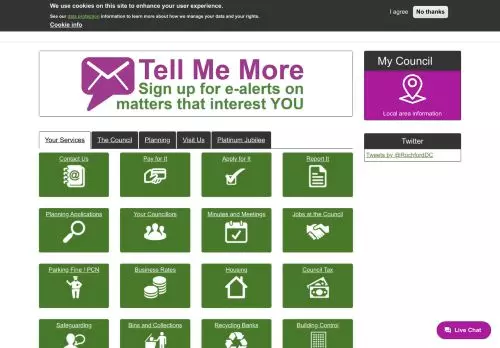 We use cookies on this site to enhance your user experience.
See our data protection information to learn more about how we manage your data and your rights.
Cookie info
I agree
No thanks
Tell Me More
Sign up for e-alerts on
matters that interest YOU
My Council
Local area information
Your Services
The Council
Planning
Visit Us
Platinum Jubilee
Twitter
Tweets by @RochfordDC
Contact Us
Pay for It
Apply for It
Report It
Planning Applications
Your Councillors
Minutes and Meetings
Jobs at the Council
Parking Fine / PCN
Business Rates
Housing
Council Tax
Safeguarding
Bins and Collections
Recycling Banks
Building Control
Live Chat